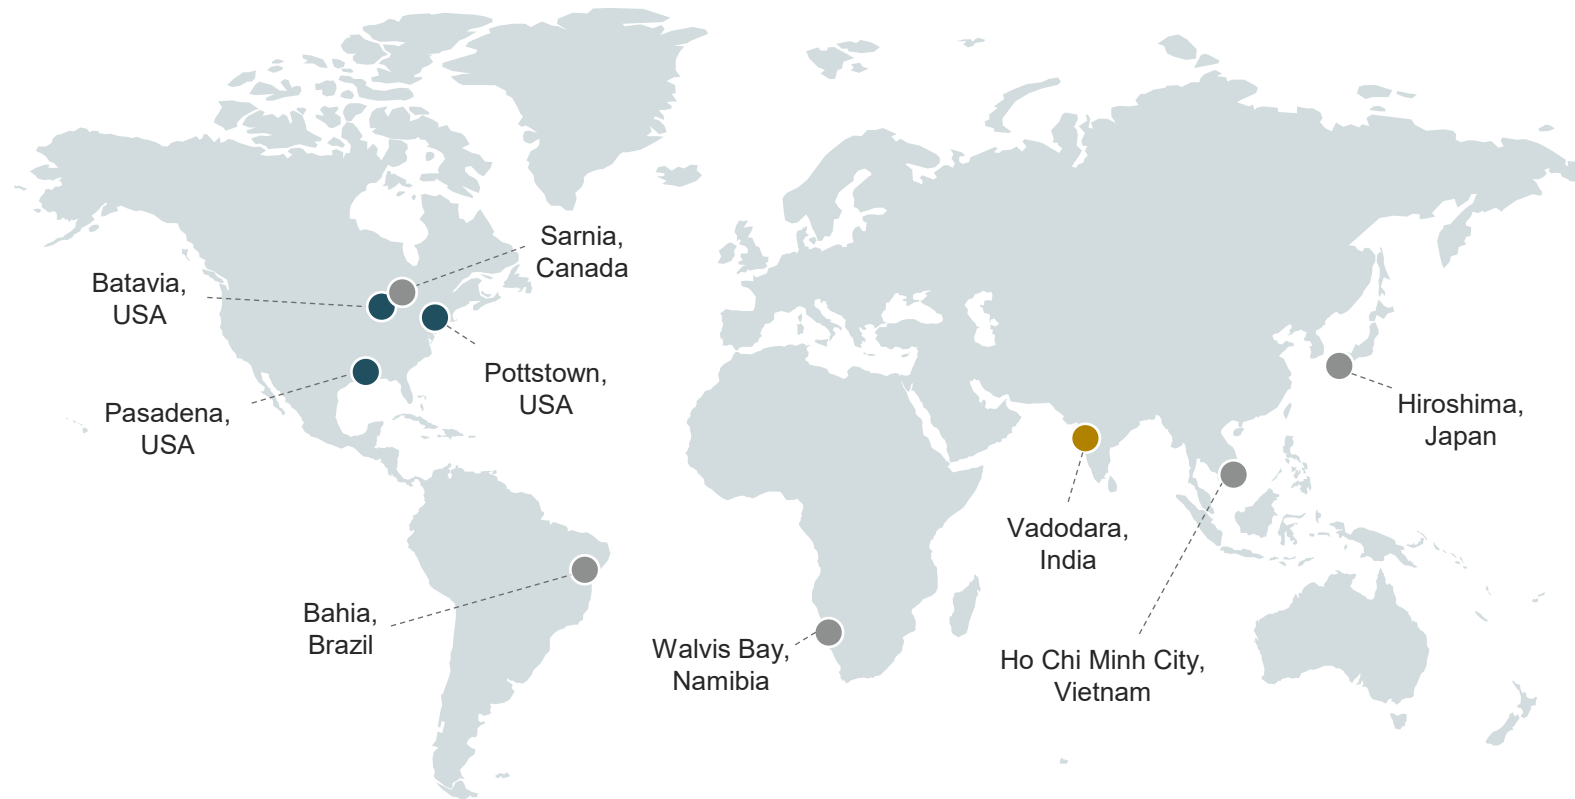 Sarnia,
Canada
Batavia,
USA
Pottstown,
USA
Pasadena,
USA
Hiroshima,
Japan
Vadodara,
India
Bahia,
Brazil
Walvis Bay,
Namibia
Ho Chi Minh City,
Vietnam